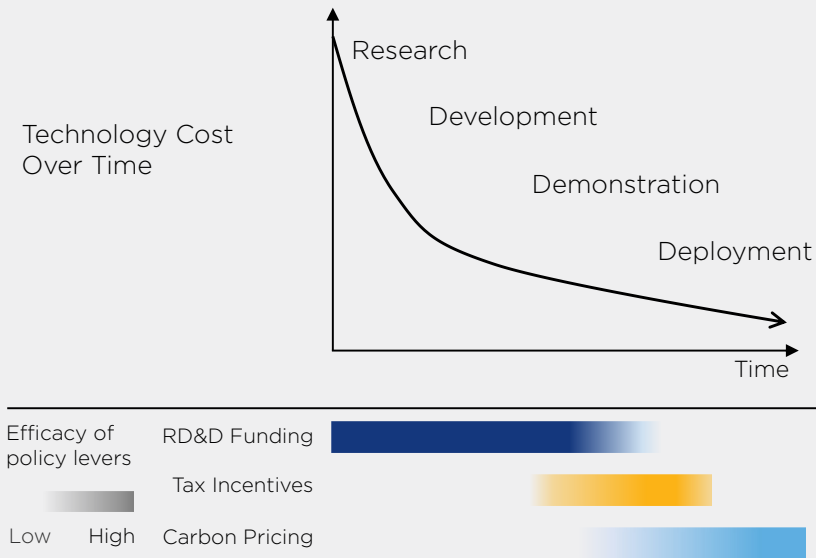 Research
Technology Cost
Over Time
Development
Demonstration
Deployment
Time
Efficacy of
policy levers
Low High
RD&D Funding
Tax Incentives
Carbon Pricing